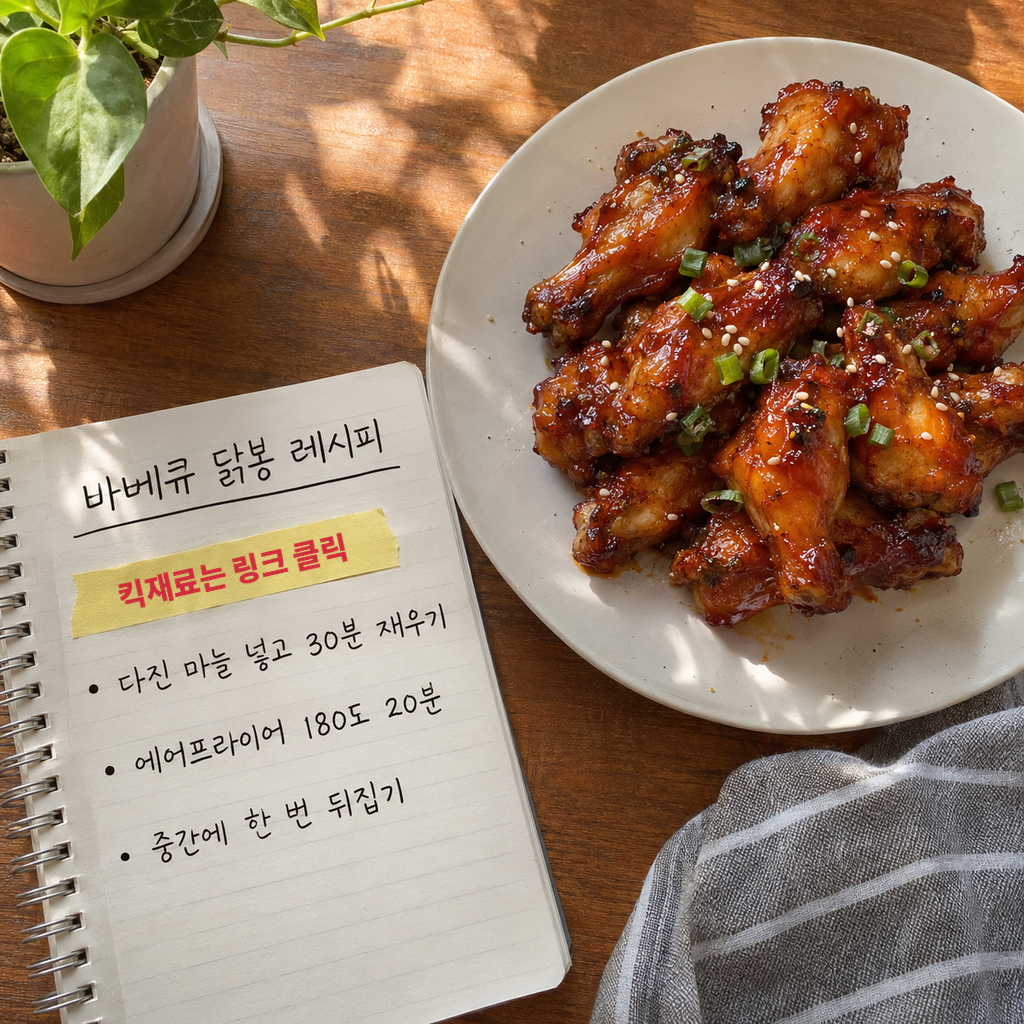 바베큐 닭봉 레시피
킥재료는 링크 클릭
• 다진 마늘 넣고 30분 재우기
• 에어프라이어 180도 20분
• 중간에 한 번 뒤집기